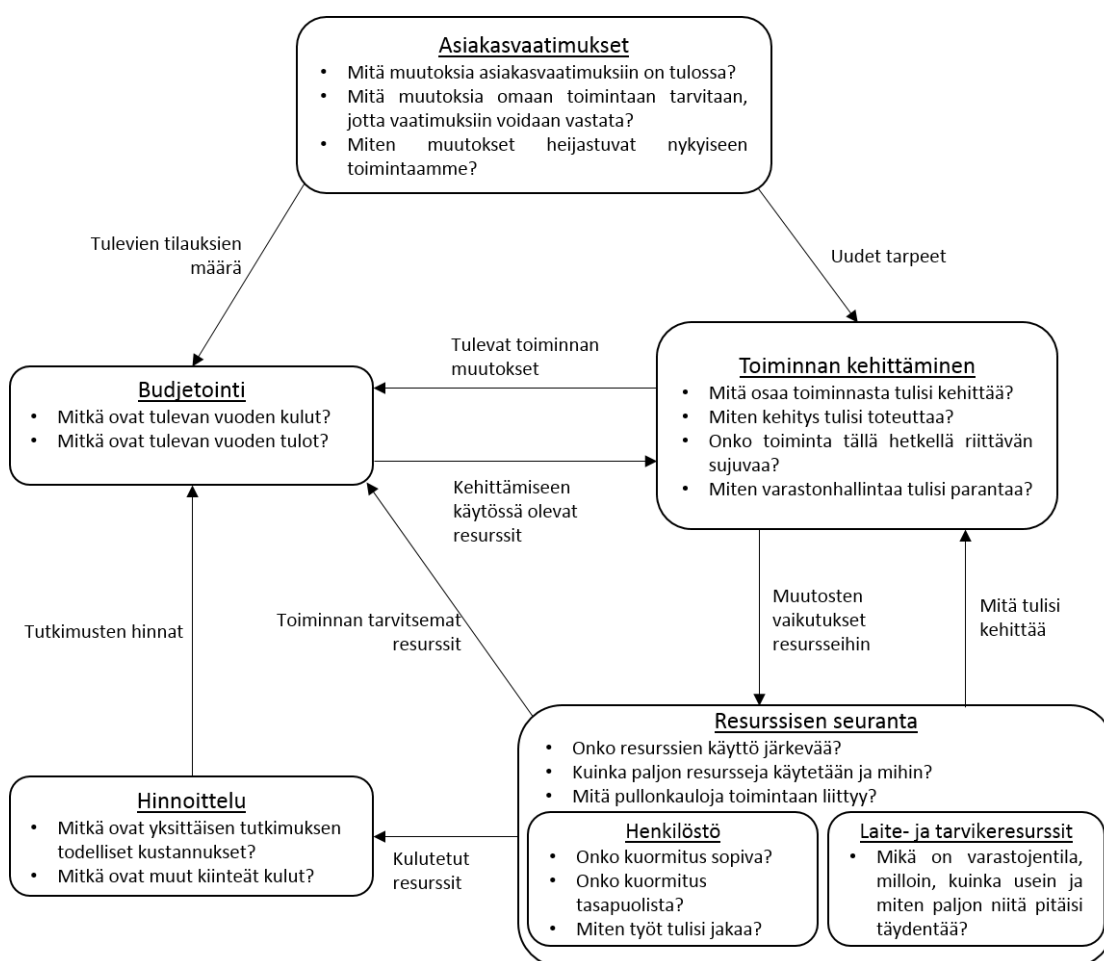 Asiakasvaatimukset
• Mitä muutoksia asiakasvaatimuksiin on tulossa?
• Mitä muutoksia omaan toimintaan tarvitaan,
jotta vaatimuksiin voidaan vastata?
• Miten muutokset heijastuvat nykyiseen
toimintaamme?
Tulevien tilauksien
määrä
Uudet tarpeet
Budjetointi
• Mitkä ovat tulevan vuoden kulut?
• Mitkä ovat tulevan vuoden tulot?
Tulevat toiminnan
muutokset
Toiminnan kehittäminen
• Mitä osaa toiminnasta tulisi kehittää?
• Miten kehitys tulisi toteuttaa?
• Onko toiminta tällä hetkellä riittävän
sujuvaa?
• Miten varastonhallintaa tulisi parantaa?
Kehittämiseen
käytössä olevat
resurssit
Tutkimusten hinnat
Toiminnan tarvitsemat
resurssit
Muutosten
vaikutukset
resursseihin
Mitä tulisi
kehittää
Hinnoittelu
• Mitkä ovat yksittäisen tutkimuksen
todelliset kustannukset?
• Mitkä ovat muut kiinteät kulut?
Kulutetut
resurssit
Resurssisen seuranta
• Onko resurssien käyttö järkevää?
• Kuinka paljon resursseja käytetään ja mihin?
• Mitä pullonkauloja toimintaan liittyy?
Henkilöstö
• Onko kuormitus sopiva?
• Onko kuormitus
tasapuolista?
• Miten työt tulisi jakaa?
Laite- ja tarvikeresurssit
• Mikä on varastojentila,
milloin, kuinka usein ja
miten paljon niitä pitäisi
täydentää?